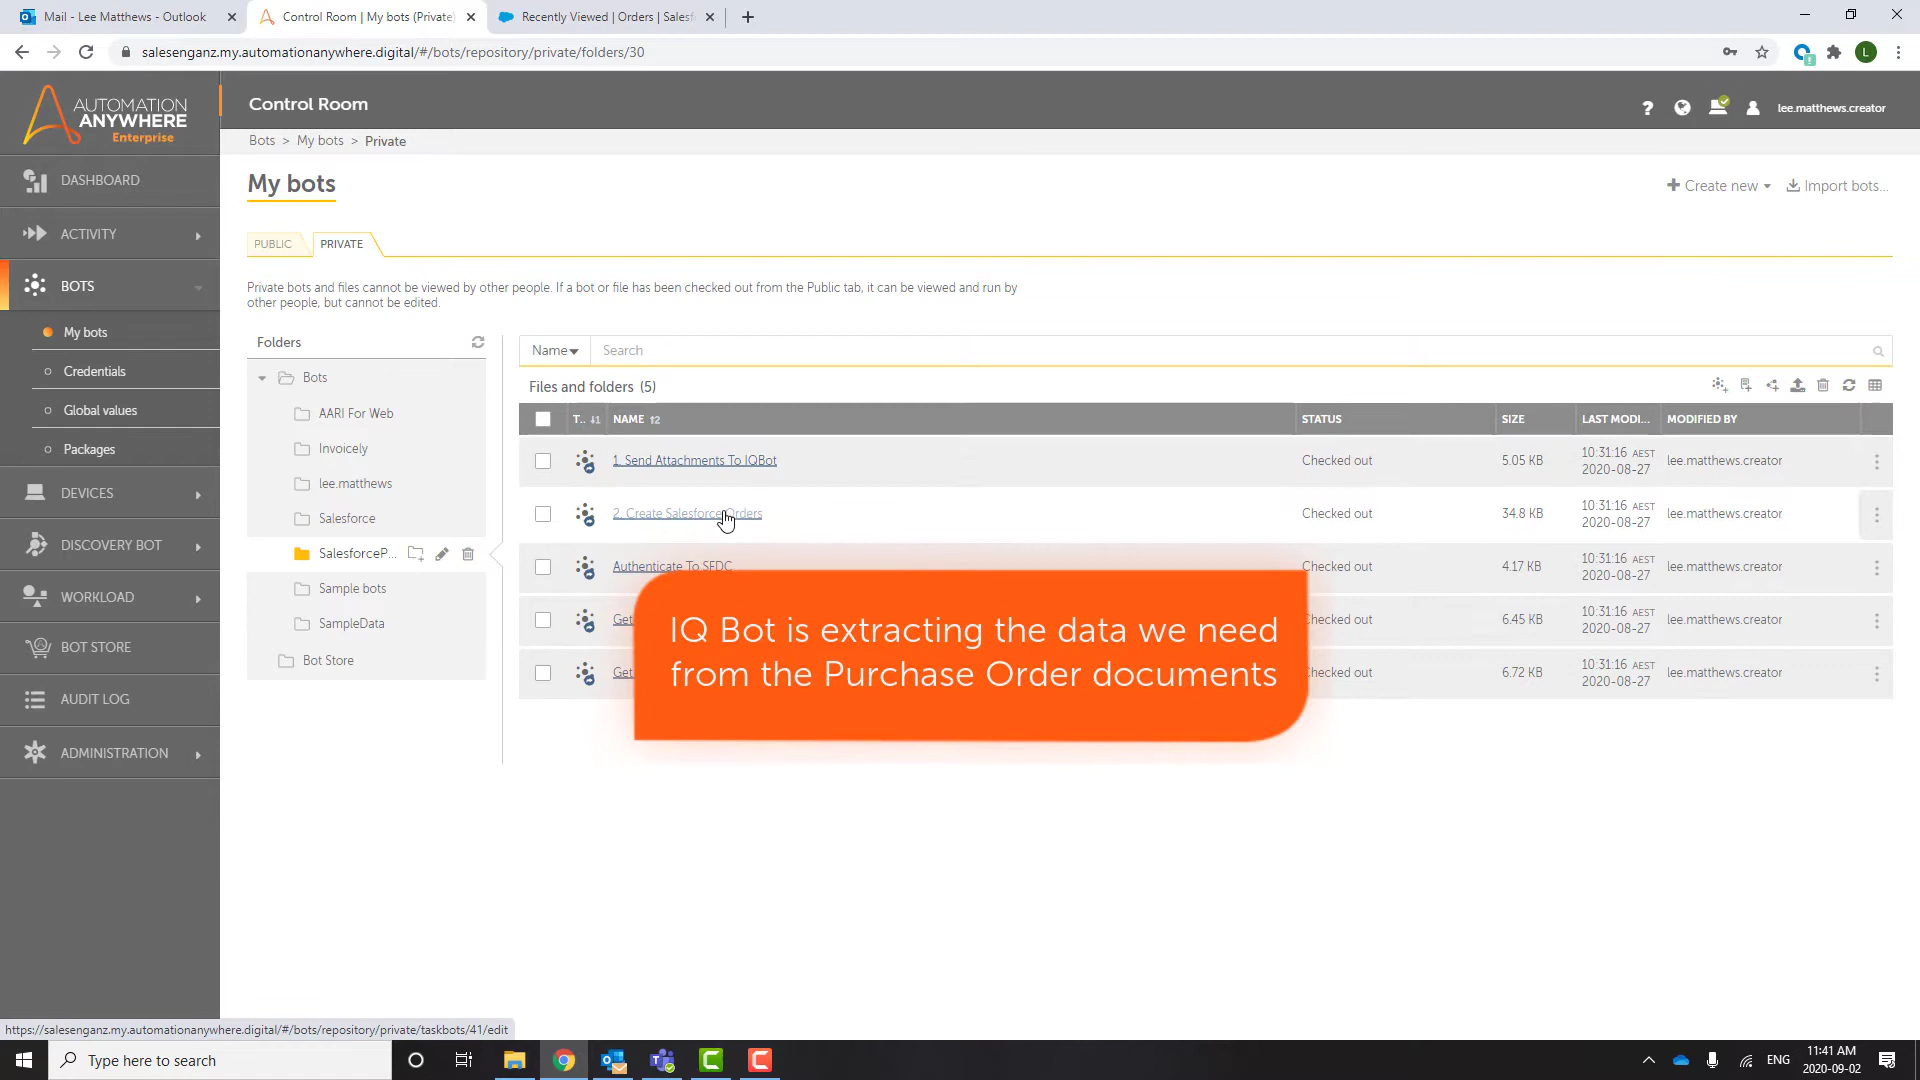 Mail - Lee Matthews - Outlook
Control Room | My bots (Private)
Recently Viewed | Orders | Salesf
salesenganz.my.automationanywhere.digital/#/bots/repository/private/folders/30
L
AUTOMATION
ANYWHERE
Enterprise
Control Room
lee.matthews.creator
Bots > My bots > Private
DASHBOARD
ACTIVITY
BOTS
My bots
Credentials
Global values
Packages
DEVICES
DISCOVERY BOT
WORKLOAD
BOT STORE
AUDIT LOG
ADMINISTRATION
My bots
Create new
Import bots...
PUBLIC
PRIVATE
Private bots and files cannot be viewed by other people. If a bot or file has been checked out from the Public tab, it can be viewed and run by
other people, but cannot be edited.
Folders
Bots
AARI For Web
Invoicely
lee.matthews
Salesforce
SalesforceP...
Sample bots
SampleData
Bot Store
Name
Search
Files and folders (5)
T.. NAME STATUS SIZE LAST MODI... MODIFIED BY
1. Send Attachments To IQBot Checked out 5.05 KB 10:31:16 AEST 2020-08-27 lee.matthews.creator
2. Create Salesforce Orders Checked out 34.8 KB 10:31:16 AEST 2020-08-27 lee.matthews.creator
Authenticate To SFDC Checked out 4.17 KB 10:31:16 AEST 2020-08-27 lee.matthews.creator
Get Checked out 6.45 KB 10:31:16 AEST 2020-08-27 lee.matthews.creator
Get Checked out 6.72 KB 10:31:16 AEST 2020-08-27 lee.matthews.creator
IQ Bot is extracting the data we need
from the Purchase Order documents
https://salesenganz.my.automationanywhere.digital/#/bots/repository/private/taskbots/41/edit
Type here to search
ENG
11:41 AM
2020-09-02